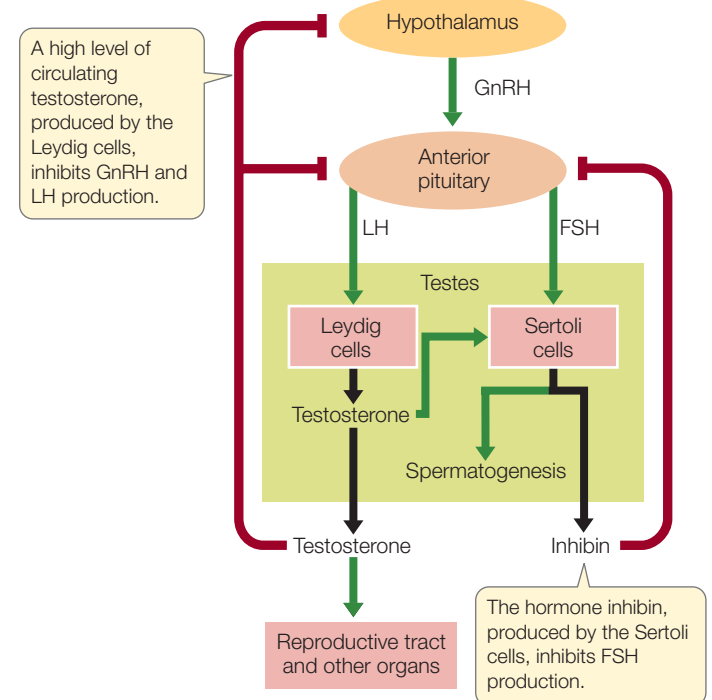 Hypothalamus
A high level of
circulating
testosterone,
produced by the
Leydig cells,
inhibits GnRH and
LH production.
GnRH
Anterior
pituitary
LH
FSH
Testes
Leydig
cells
Sertoli
cells
Testosterone
Spermatogenesis
Testosterone
Inhibin
Reproductive tract
and other organs
The hormone inhibin,
produced by the Sertoli
cells, inhibits FSH
production.